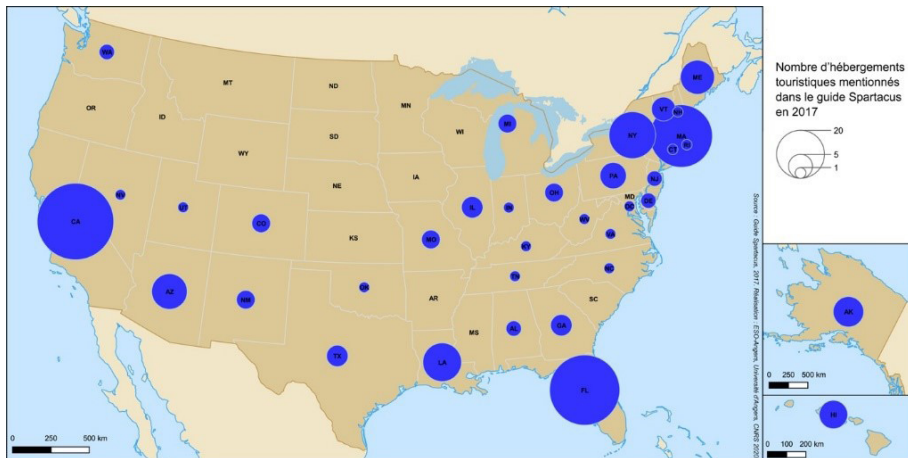 WA
MT
ND
OR
ID
MN
WI
MI
ME
VT
NH
SD
WY
NY
MA
RI
CT
IA
NE
PA
NJ
NV
UT
CO
IL
IN
OH
MD
DC
DE
CA
KS
MO
WV
VA
KY
AZ
NM
OK
AR
TN
NC
SC
TX
LA
MS
AL
GA
FL
0 250 500 km
Nombre d'hébergements
touristiques mentionnés
dans le guide Spartacus
en 2017
20
5
1
Source : Guide Spartacus, 2017. Réalisation : ESO-Angers, Université d'Angers, CNRS 2020
AK
0 250 500 km
HI
0 100 200 km